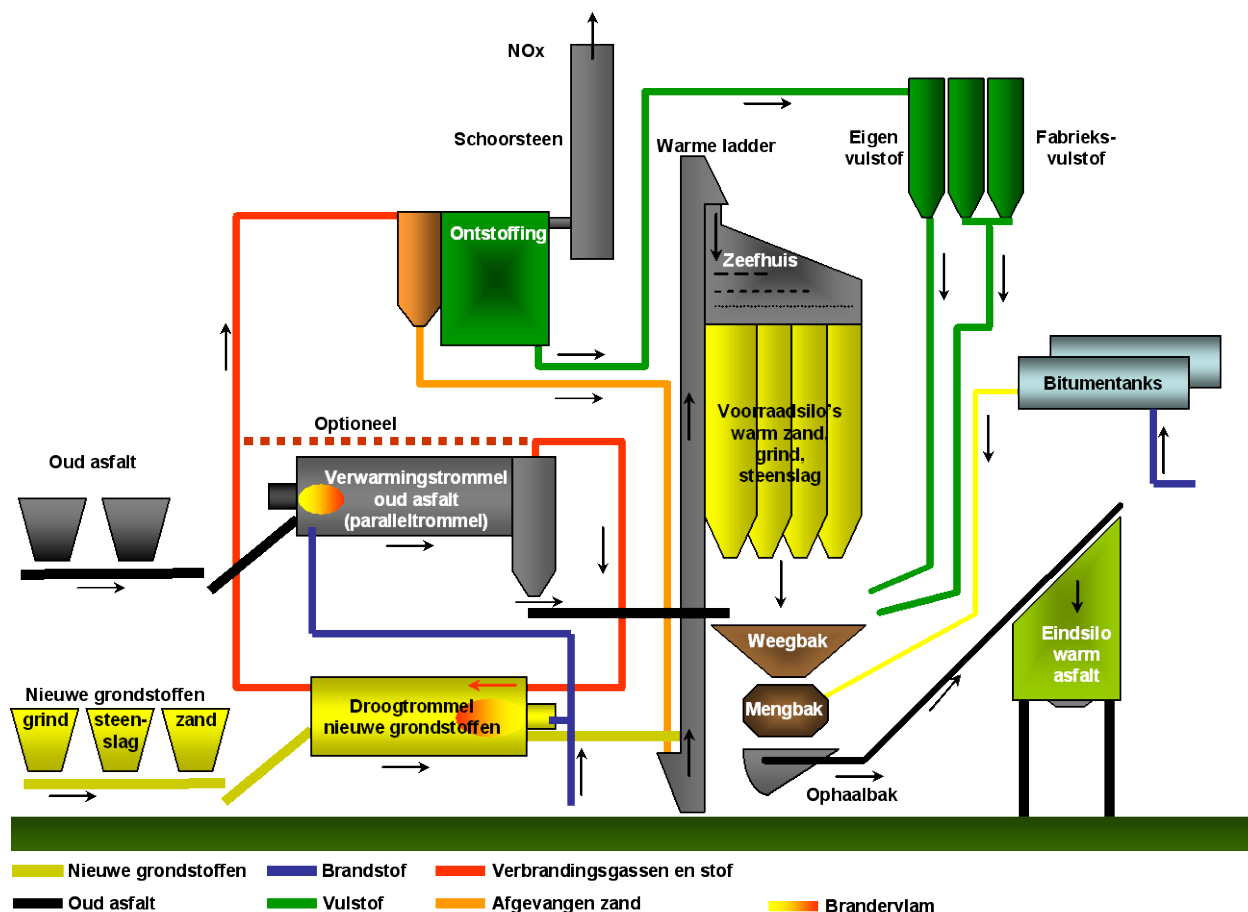 NOx
Schoorsteen
Warme ladder
Eigen
vulstof
Fabrieks-
vulstof
Ontstoffing
Zeefhuis
Bitumentanks
Voorraadsilo's
warm zand,
grind,
steenslag
Optioneel
Oud asfalt
Verwarmingstrommel
oud asfalt
(paralleltrommel)
Weegbak
Eindsilo
warm
asfalt
Mengbak
Nieuwe grondstoffen
grind
steen-
slag
zand
Droogtrommel
nieuwe grondstoffen
Ophaalbak
Nieuwe grondstoffen
Brandstof
Verbrandingsgassen en stof
Oud asfalt
Vulstof
Afgevangen zand
Brandervlam